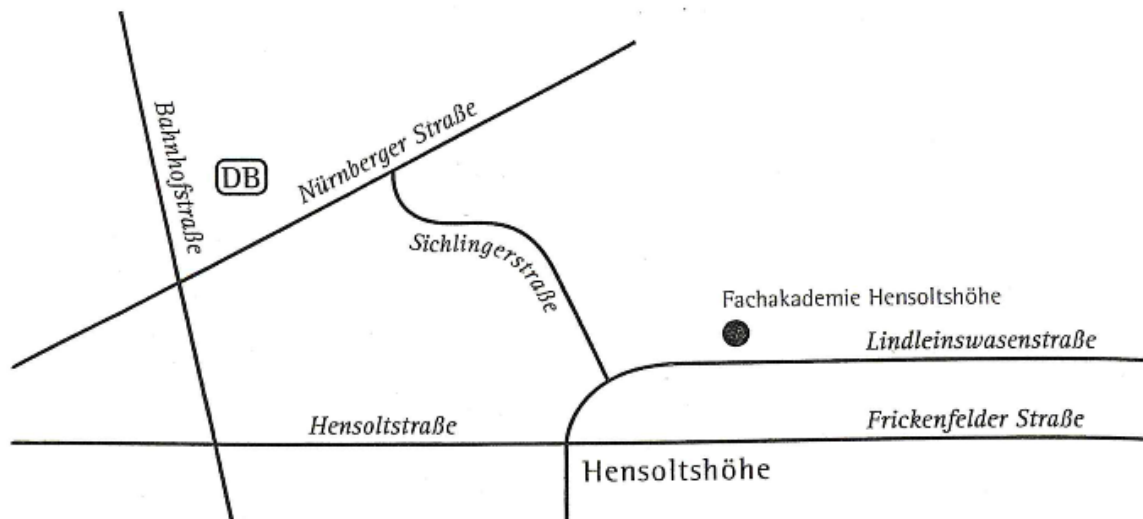 Bahnhofstraße
DB
Nürnberger Straße
Sichlingerstraße
Fachakademie Hensoltshöhe
Lindleinswasenstraße
Hensoltstraße
Frickenfelder Straße
Hensoltshöhe